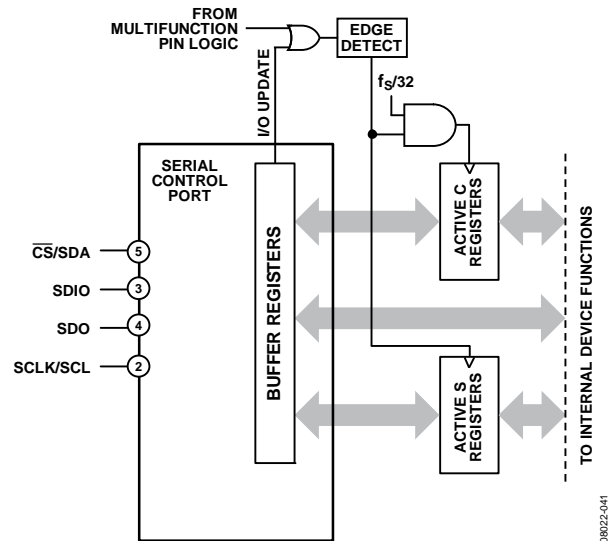 FROM
MULTIFUNCTION
PIN LOGIC
EDGE
DETECT
I/O UPDATE
fS/32
SERIAL
CONTROL
PORT
BUFFER REGISTERS
ACTIVE C
REGISTERS
ACTIVE S
REGISTERS
TO INTERNAL DEVICE FUNCTIONS
CS/SDA
5
SDIO
3
SDO
4
SCLK/SCL
2
08022-041